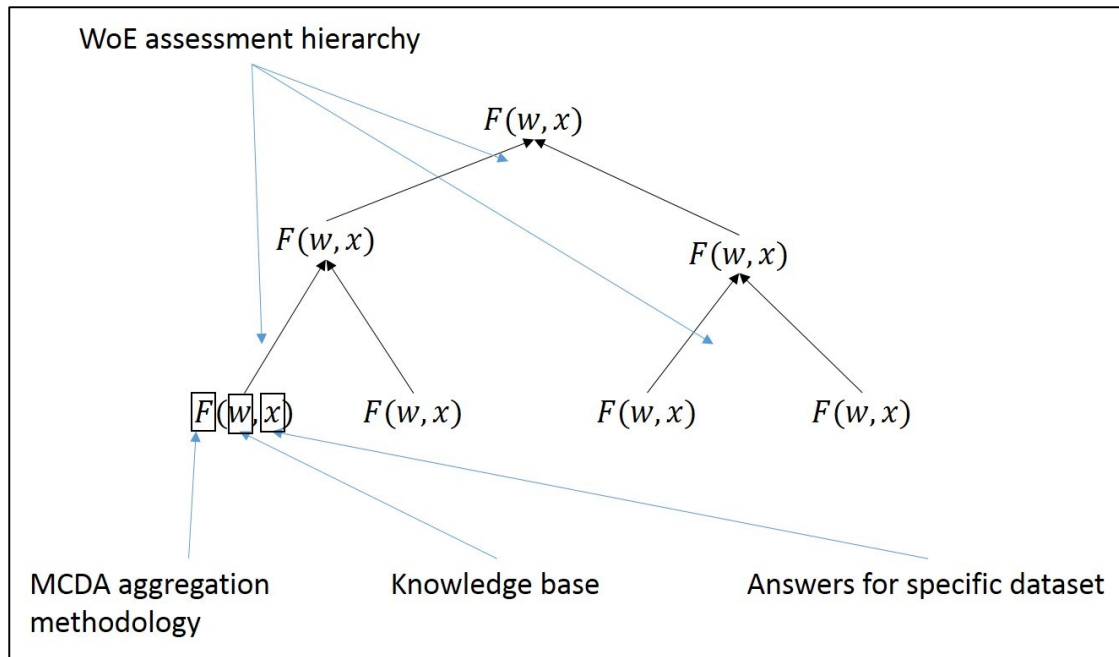 WoE assessment hierarchy
F(w, x)
F(w, x)
F(w, x)
F(w, x)
F(w, x)
F(w, x)
F(w, x)
MCDA aggregation
methodology
Knowledge base
Answers for specific dataset